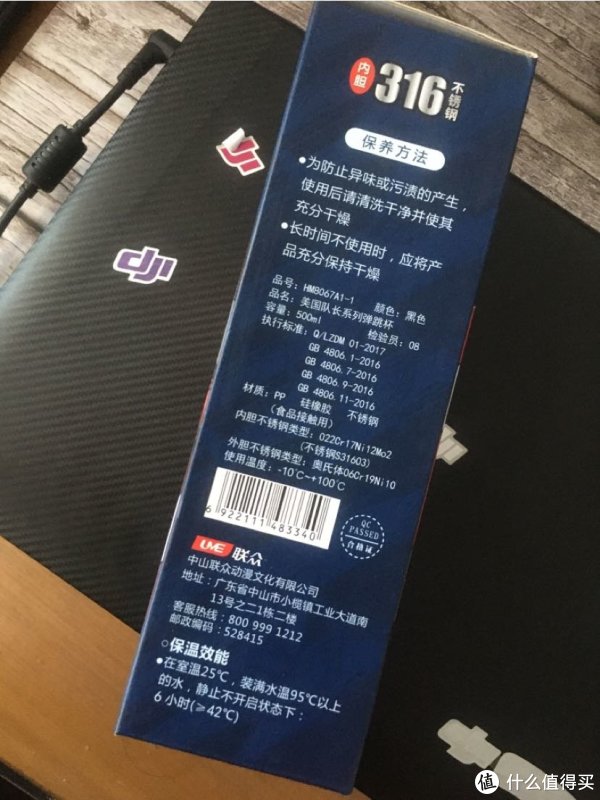 内胆 316 不锈钢
保养方法
●为防止异味或污渍的产生，
使用后请清洗干净并使其
充分干燥
●长时间不使用时，应将产
品充分保持干燥
品号：HM8067A1-1 颜色：黑色
品名：美国队长系列弹跳杯
容量：500ml 检验员：08
执行标准：Q/LZDM 01-2017
GB 4806.1-2016
GB 4806.7-2016
GB 4806.9-2016
GB 4806.11-2016
材质：PP 硅橡胶 不锈钢
（食品接触用）
内胆不锈钢类型：022Cr17Ni12Mo2
（不锈钢S31603）
外胆不锈钢类型：奥氏体06Cr19Ni10
使用温度：-10℃~+100℃
6 922111 483340
QC
PASSED
合格证
LIVE 联众
中山联众动漫文化有限公司
地址：广东省中山市小榄镇工业大道南
13号之二1栋二楼
客服热线：800 999 1212
邮政编码：528415
○保温效能
●在室温25℃，装满水温95℃以上
的水，静止不开启状态下：
6小时(≥42℃)
dji
值 什么值得买